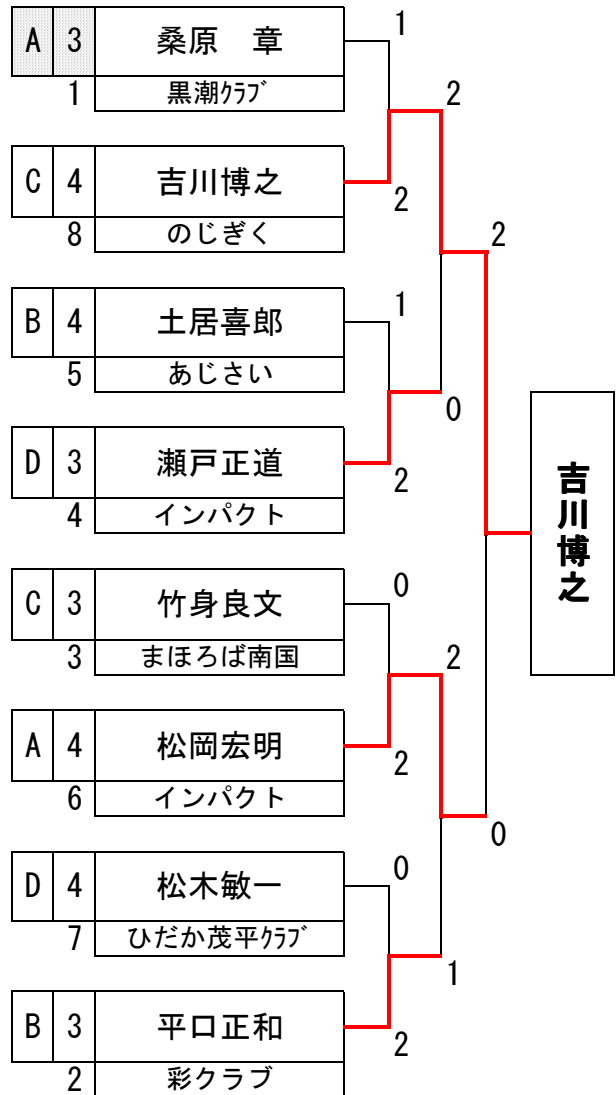 A 3 桑原　章
1 黒潮ｸﾗﾌﾞ
1
2
C 4 吉川博之
8 のじぎく
2
2
B 4 土居喜郎
5 あじさい
1
0
D 3 瀬戸正道
4 インパクト
2
吉川博之
C 3 竹身良文
3 まほろば南国
0
2
A 4 松岡宏明
6 インパクト
2
0
D 4 松木敏一
7 ひだか茂平ｸﾗﾌﾞ
0
1
B 3 平口正和
2 彩クラブ
2